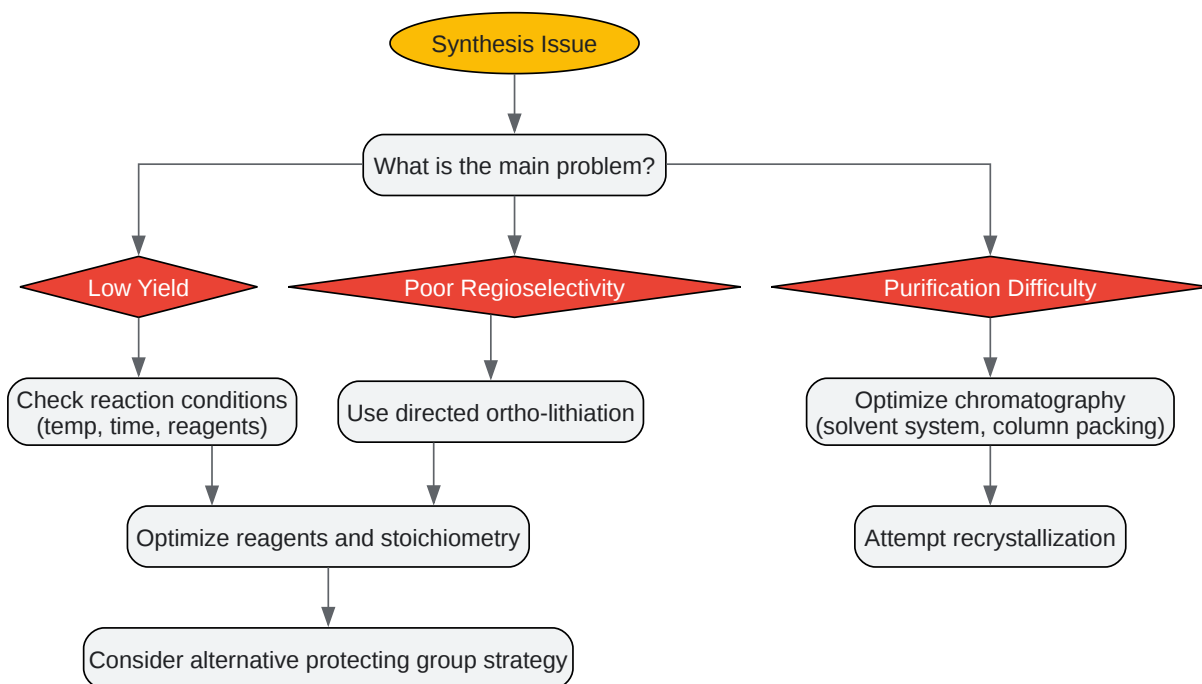 Synthesis Issue
What is the main problem?
Low Yield
Poor Regioselectivity
Purification Difficulty
Check reaction conditions
(temp, time, reagents)
Use directed ortho-lithiation
Optimize chromatography
(solvent system, column packing)
Optimize reagents and stoichiometry
Attempt recrystallization
Consider alternative protecting group strategy